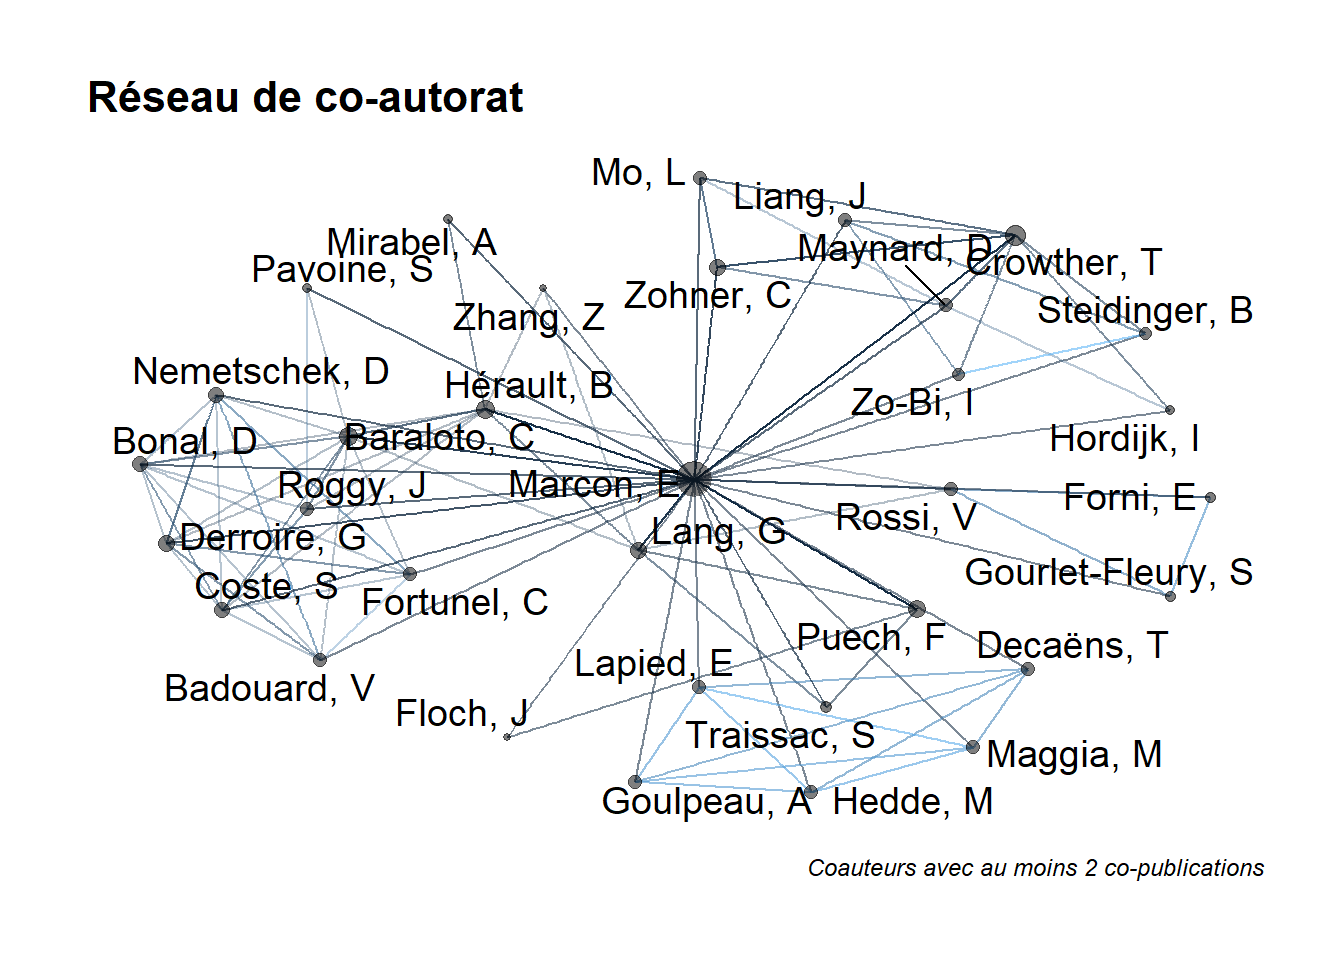 Réseau de co-autorat
Mo, L
Liang, J
Mirabel, A
Maynard, D
Pavoine, S
Crowther, T
Zohner, C
Zhang, Z
Steidinger, B
Nemetschek, D
Hérault, B
Zo-Bi, I
Bonal, D
Baraloto, C
Hordijk, I
Roggy, J
Marcon, E
Forni, E
Rossi, V
Lang, G
Derroire, G
Gourlet-Fleury, S
Coste, S
Fortunel, C
Puech, F
Decaëns, T
Lapied, E
Badouard, V
Floch, J
Traissac, S
Maggia, M
Goulpeau, A
Hedde, M
Coauteurs avec au moins 2 co-publications